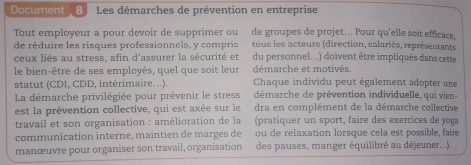 Document 8 Les démarches de prévention en entreprise
Tout employeur a pour devoir de supprimer ou
de réduire les risques professionnels, y compris
ceux liés au stress, afin d'assurer la sécurité et
le bien-être de ses employés, quel que soit leur
statut (CDI, CDD, intérimaire...).
La démarche privilégiée pour prévenir le stress
est la prévention collective, qui est axée sur le
travail et son organisation : amélioration de la
communication interne, maintien de marges de
manœuvre pour organiser son travail, organisation
de groupes de projet... Pour qu'elle soit efficace,
tous les acteurs (direction, salariés, représentants
du personnel...) doivent être impliqués dans cette
démarche et motivés.
Chaque individu peut également adopter une
démarche de prévention individuelle, qui vien-
dra en complément de la démarche collective
(pratiquer un sport, faire des exercices de yoga
ou de relaxation lorsque cela est possible, faire
des pauses, manger équilibré au déjeuner...).